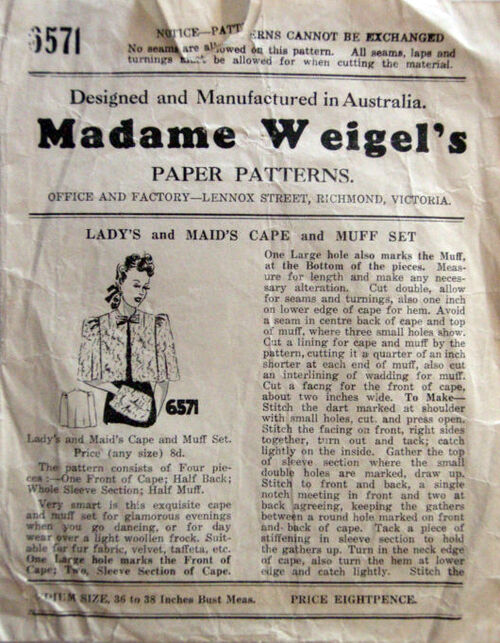 6571
NOTICE—PATTERNS CANNOT BE EXCHANGED
No seams are allowed on this pattern. All seams, laps and
turnings must be allowed for when cutting the material.
Designed and Manufactured in Australia.
Madame Weigel's
PAPER PATTERNS.
OFFICE AND FACTORY—LENNOX STREET, RICHMOND, VICTORIA.
LADY'S and MAID'S CAPE and MUFF SET
6571
Lady's and Maid's Cape and Muff Set.
Price (any size) 8d.
The pattern consists of Four pie-
ces :—One Front of Cape; Half Back;
Whole Sleeve Section; Half Muff.
Very smart is this exquisite cape
and muff set for glamorous evenings
when you go dancing, or for day
wear over a light woollen frock. Suit-
able for fur fabric, velvet, taffeta, etc.
One Large hole marks the Front of
Cape; Two, Sleeve Section of Cape.
One Large hole also marks the Muff,
at the Bottom of the pieces. Meas-
ure for length and make any neces-
sary alteration. Cut double, allow
for seams and turnings, also one inch
on lower edge of cape for hem. Avoid
a seam in centre back of cape and top
of muff, where three small holes show.
Cut a lining for cape and muff by the
pattern, cutting it a quarter of an inch
shorter at each end of muff, also cut
an interlining of wadding for muff.
Cut a facng for the front of cape,
about two inches wide. To Make—
Stitch the dart marked at shoulder
with small holes, cut. and press open.
Stitch the facing on front, right sides
together, turn out and tack; catch
lightly on the inside. Gather the top
of sleeve section where the small
double holes are marked, draw up.
Stitch to front and back, a single
notch meeting in front and two at
back agreeing, keeping the gathers
between a round hole marked on front
and back of cape. Tack a piece of
stiffening in sleeve section to hold
the gathers up. Turn in the neck edge
of cape, also turn the hem at lower
edge and catch lightly. Stitch the
DIUM SIZE, 36 to 38 Inches Bust Meas.
PRICE EIGHTPENCE.